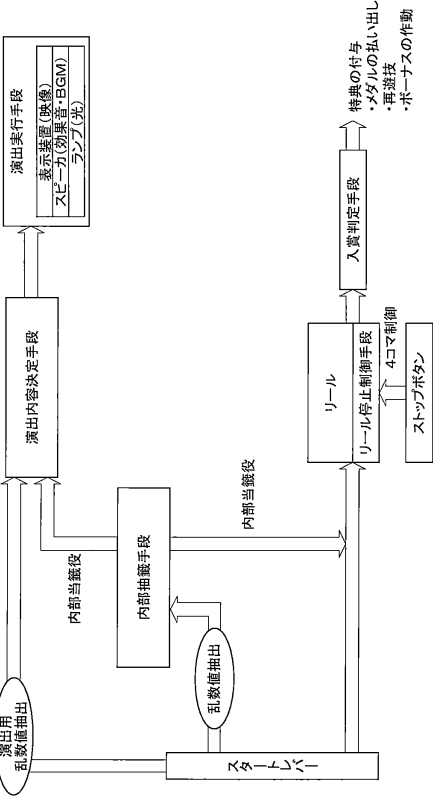 演出用
乱数値抽出
演出内容決定手段
演出実行手段
表示装置(映像)
スピーカ(効果音・BGM)
ランプ(光)
内部当籤役
内部抽籤手段
内部当籤役
乱数値抽出
スタートレバー
リール
リール停止制御手段
4コマ制御
ストップボタン
入賞判定手段
特典の付与
・メダルの払い出し
・再遊技
・ボーナスの作動